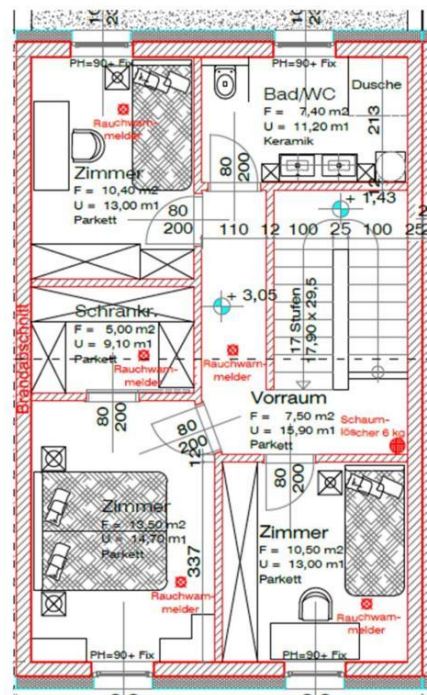 PH=90+ Fix
PH=90+ Fix
Rauchwarn-
melder
Zimmer
F = 10,40 m2
U = 13,00 m1
Parkett
Bad/WC
F = 7,40 m2
U = 11,20 m1
Keramik
Dusche
213
80
200
80
200
+ 1,43
110
12
100
25
100
25
12
Schrankr.
F = 5,00 m2
U = 9,10 m1
Parkett
Rauchwarn-
melder
+ 3,05
Rauchwarn-
melder
17 Stufen
17,90 x 29,5
Brandabschnitt
80
200
80
200
Vorraum
F = 7,50 m2
U = 15,90 m1
Parkett
Schaum-
löscher 6 kg
80
200
Zimmer
F = 13,50 m2
U = 14,70 m1
Parkett
12
337
Rauchwarn-
melder
Zimmer
F = 10,50 m2
U = 13,00 m1
Parkett
Rauchwarn-
melder
PH=90+ Fix
PH=90+ Fix